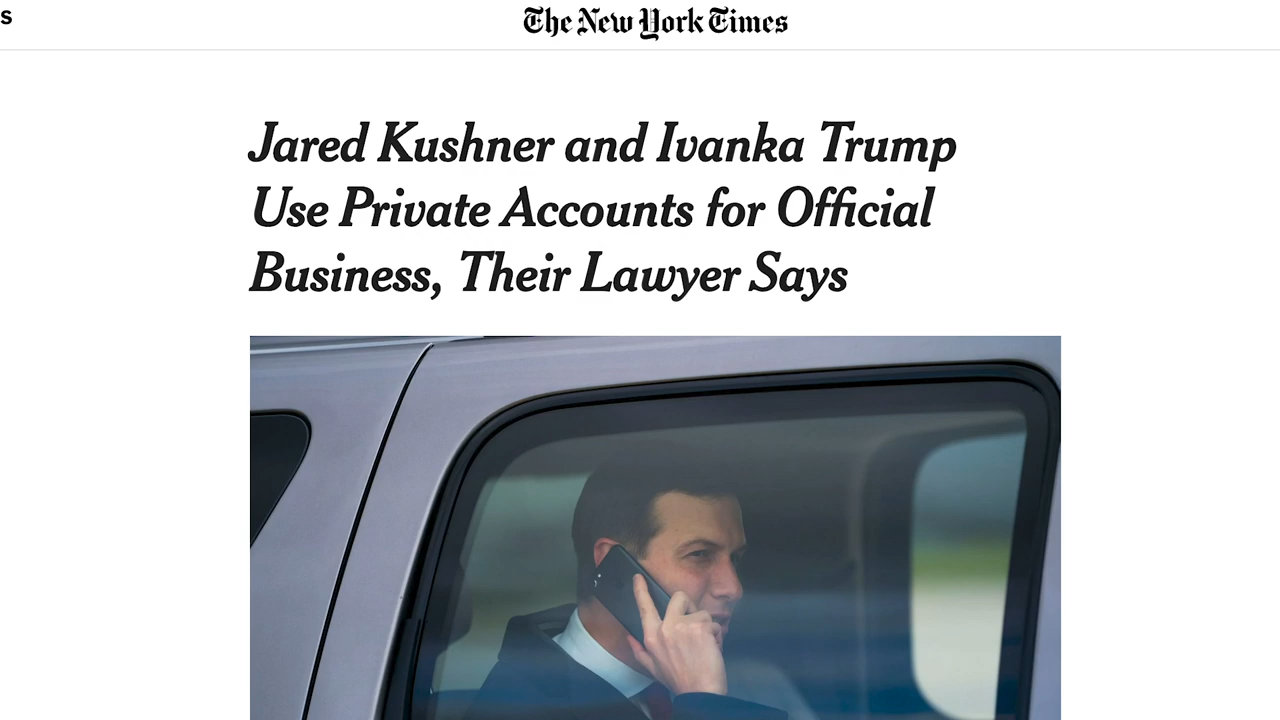 s
The New York Times
Jared Kushner and Ivanka Trump
Use Private Accounts for Official
Business, Their Lawyer Says